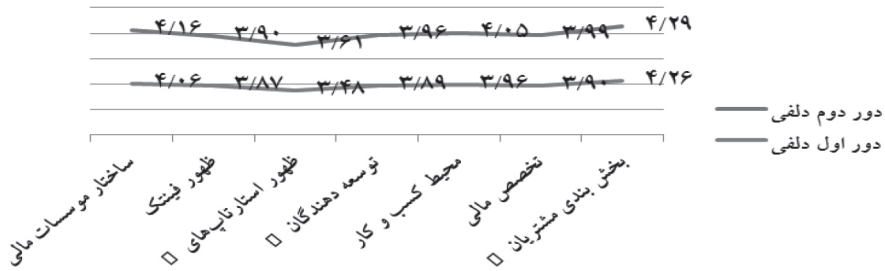 ۴/۱۶ ۳/۹۰ ۳/۶۱ ۳/۹۶ ۴/۰۵ ۳/۹۹ ۴/۲۹
۴/۰۶ ۳/۸۷ ۳/۴۸ ۳/۸۹ ۳/۹۶ ۳/۹۰ ۴/۲۶
دور دوم دلفی
دور اول دلفی
ساختار موسسات مالی
ظهور فینتک
ظهور استارتاپ‌های
توسعه دهندگان
محیط کسب و کار
تخصص مالی
بخش بندی مشتریان